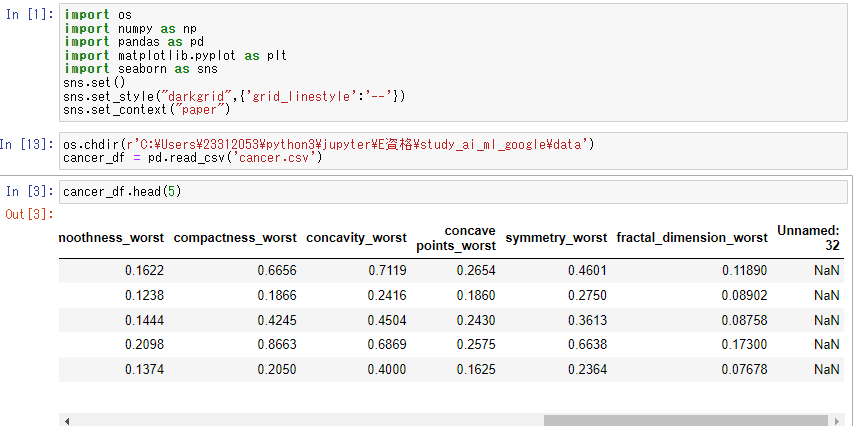 In [1]:
import os
import numpy as np
import pandas as pd
import matplotlib.pyplot as plt
import seaborn as sns
sns.set()
sns.set_style("darkgrid",{'grid_linestyle':'--'})
sns.set_context("paper")
In [13]:
os.chdir(r'C:¥Users¥23312053¥python3¥jupyter¥E資格¥study_ai_ml_google¥data')
cancer_df = pd.read_csv('cancer.csv')
In [3]:
cancer_df.head(5)
Out[3]:
moothness_worst compactness_worst concavity_worst concave points_worst symmetry_worst fractal_dimension_worst Unnamed: 32
0.1622 0.6656 0.7119 0.2654 0.4601 0.11890 NaN
0.1238 0.1866 0.2416 0.1860 0.2750 0.08902 NaN
0.1444 0.4245 0.4504 0.2430 0.3613 0.08758 NaN
0.2098 0.8663 0.6869 0.2575 0.6638 0.17300 NaN
0.1374 0.2050 0.4000 0.1625 0.2364 0.07678 NaN